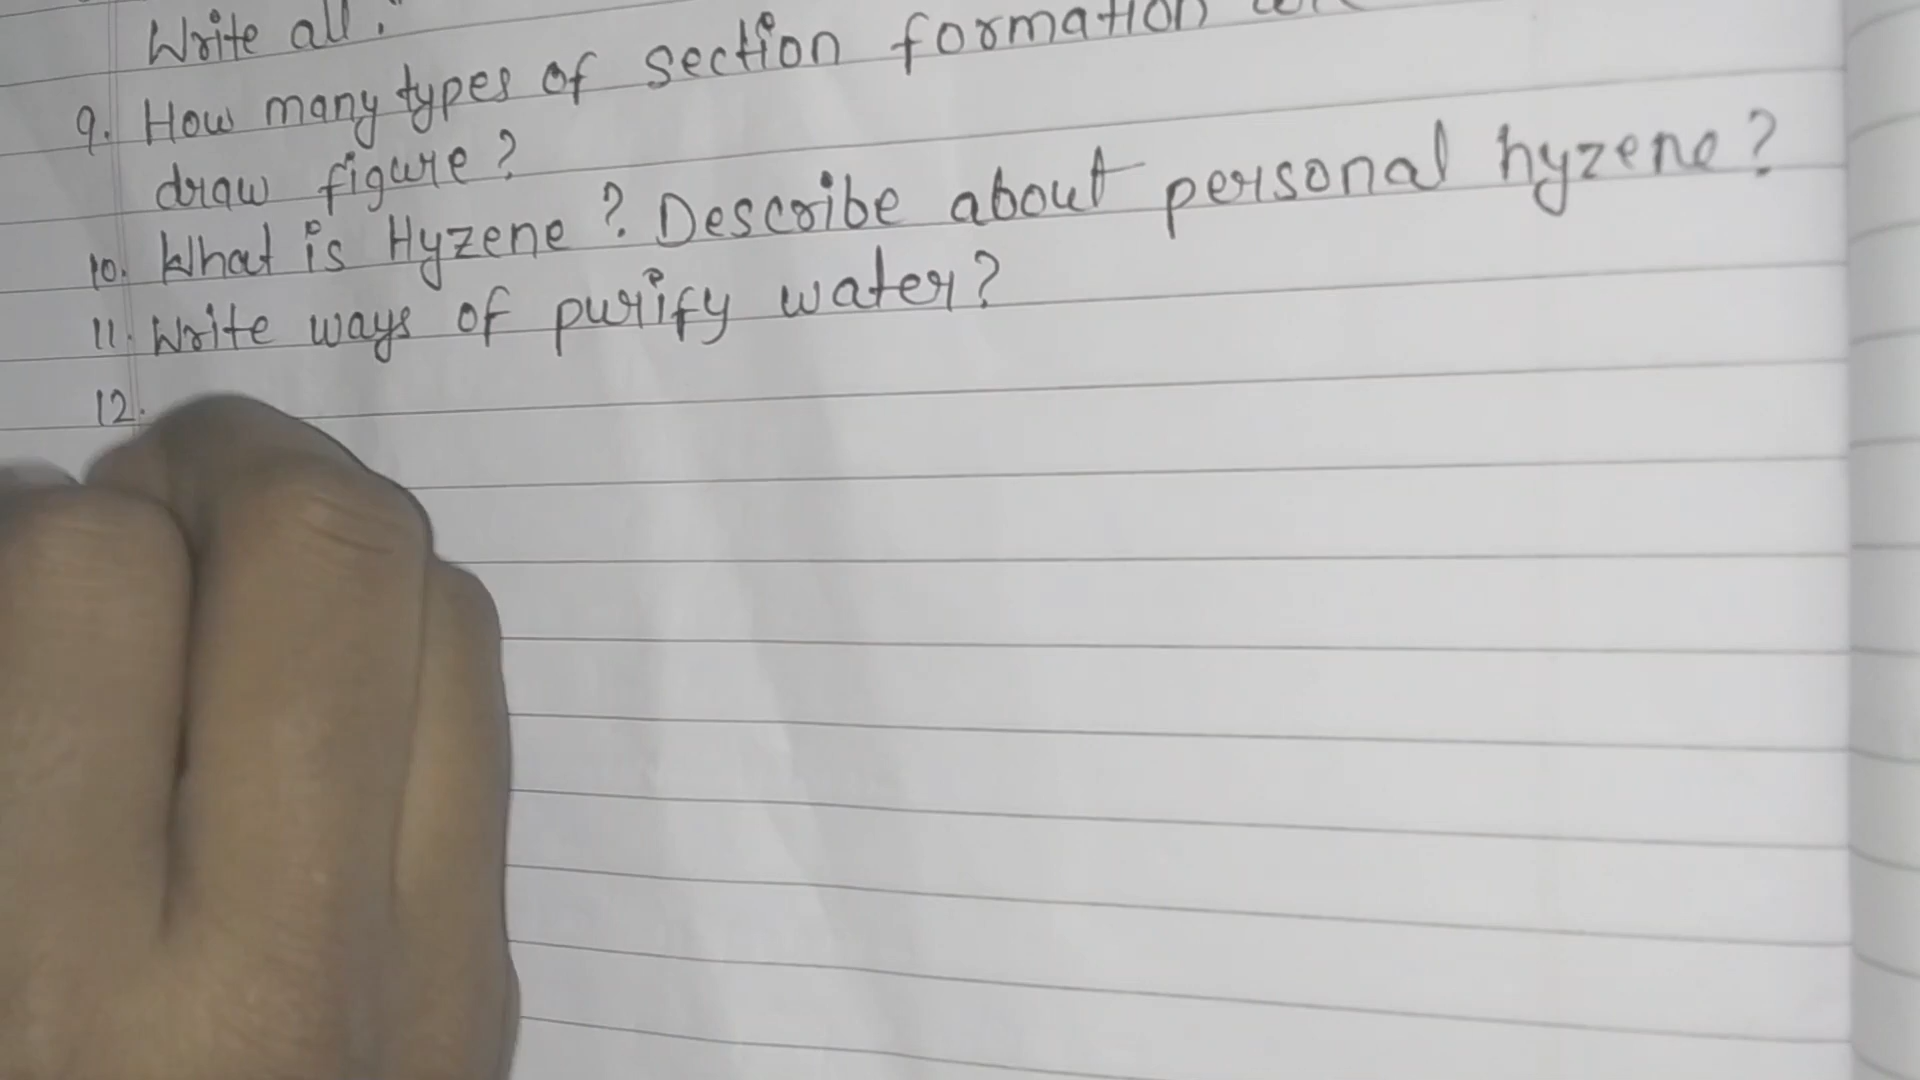 Write all.
9. How many types of section formation
draw figure?
10. What is Hyzene? Describe about personal hyzene?
11. Write ways of purify water?
12.